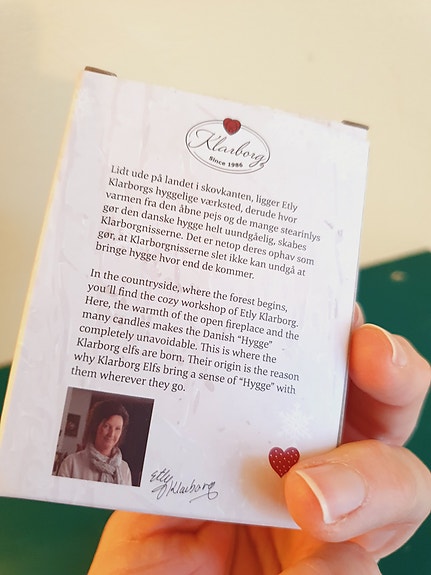 Klarborg
Since 1986
Lidt ude på landet i skovkanten, ligger Etly
Klarborgs hyggelige værksted, derude hvor
varmen fra den åbne pejs og de mange stearinlys
gør den danske hygge helt uundgåelig, skabes
Klarborgnisserne. Det er netop deres ophav som
gør, at Klarborgnisserne slet ikke kan undgå at
bringe hygge hvor end de kommer.
In the countryside, where the forest begins,
you'll find the cozy workshop of Etly Klarborg.
Here, the warmth of the open fireplace and the
many candles makes the Danish "Hygge"
completely unavoidable. This is where the
Klarborg elfs are born. Their origin is the reason
why Klarborg Elfs bring a sense of "Hygge" with
them wherever they go.
Etly
Klarborg